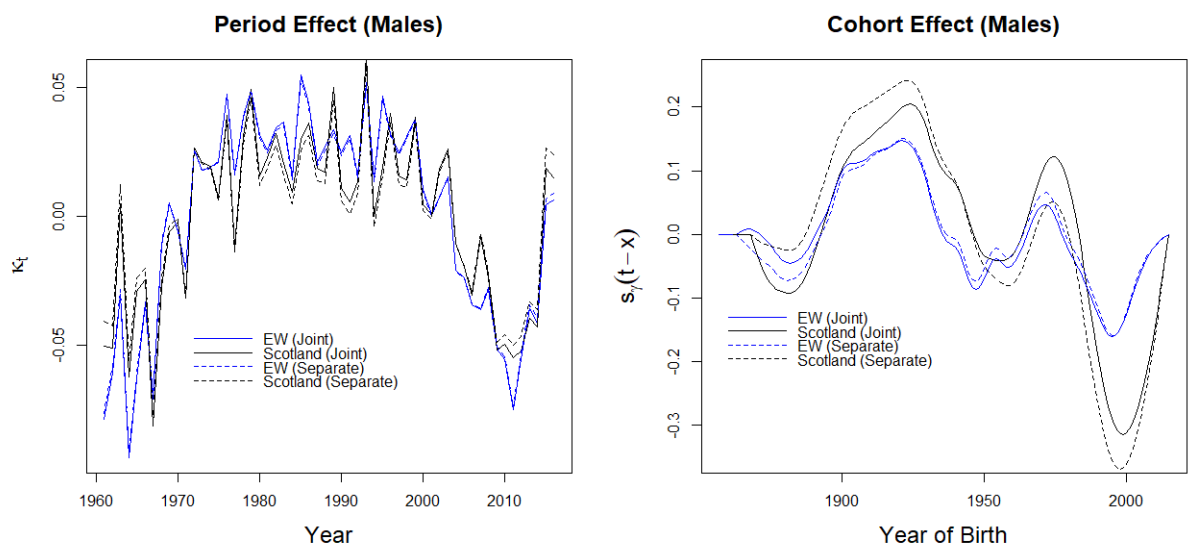 Period Effect (Males)
κt
0.05
0.00
-0.05
EW (Joint)
Scotland (Joint)
EW (Separate)
Scotland (Separate)
1960 1970 1980 1990 2000 2010
Year
Cohort Effect (Males)
sγ(t − x)
0.2
0.1
0.0
-0.1
-0.2
-0.3
EW (Joint)
Scotland (Joint)
EW (Separate)
Scotland (Separate)
1900 1950 2000
Year of Birth